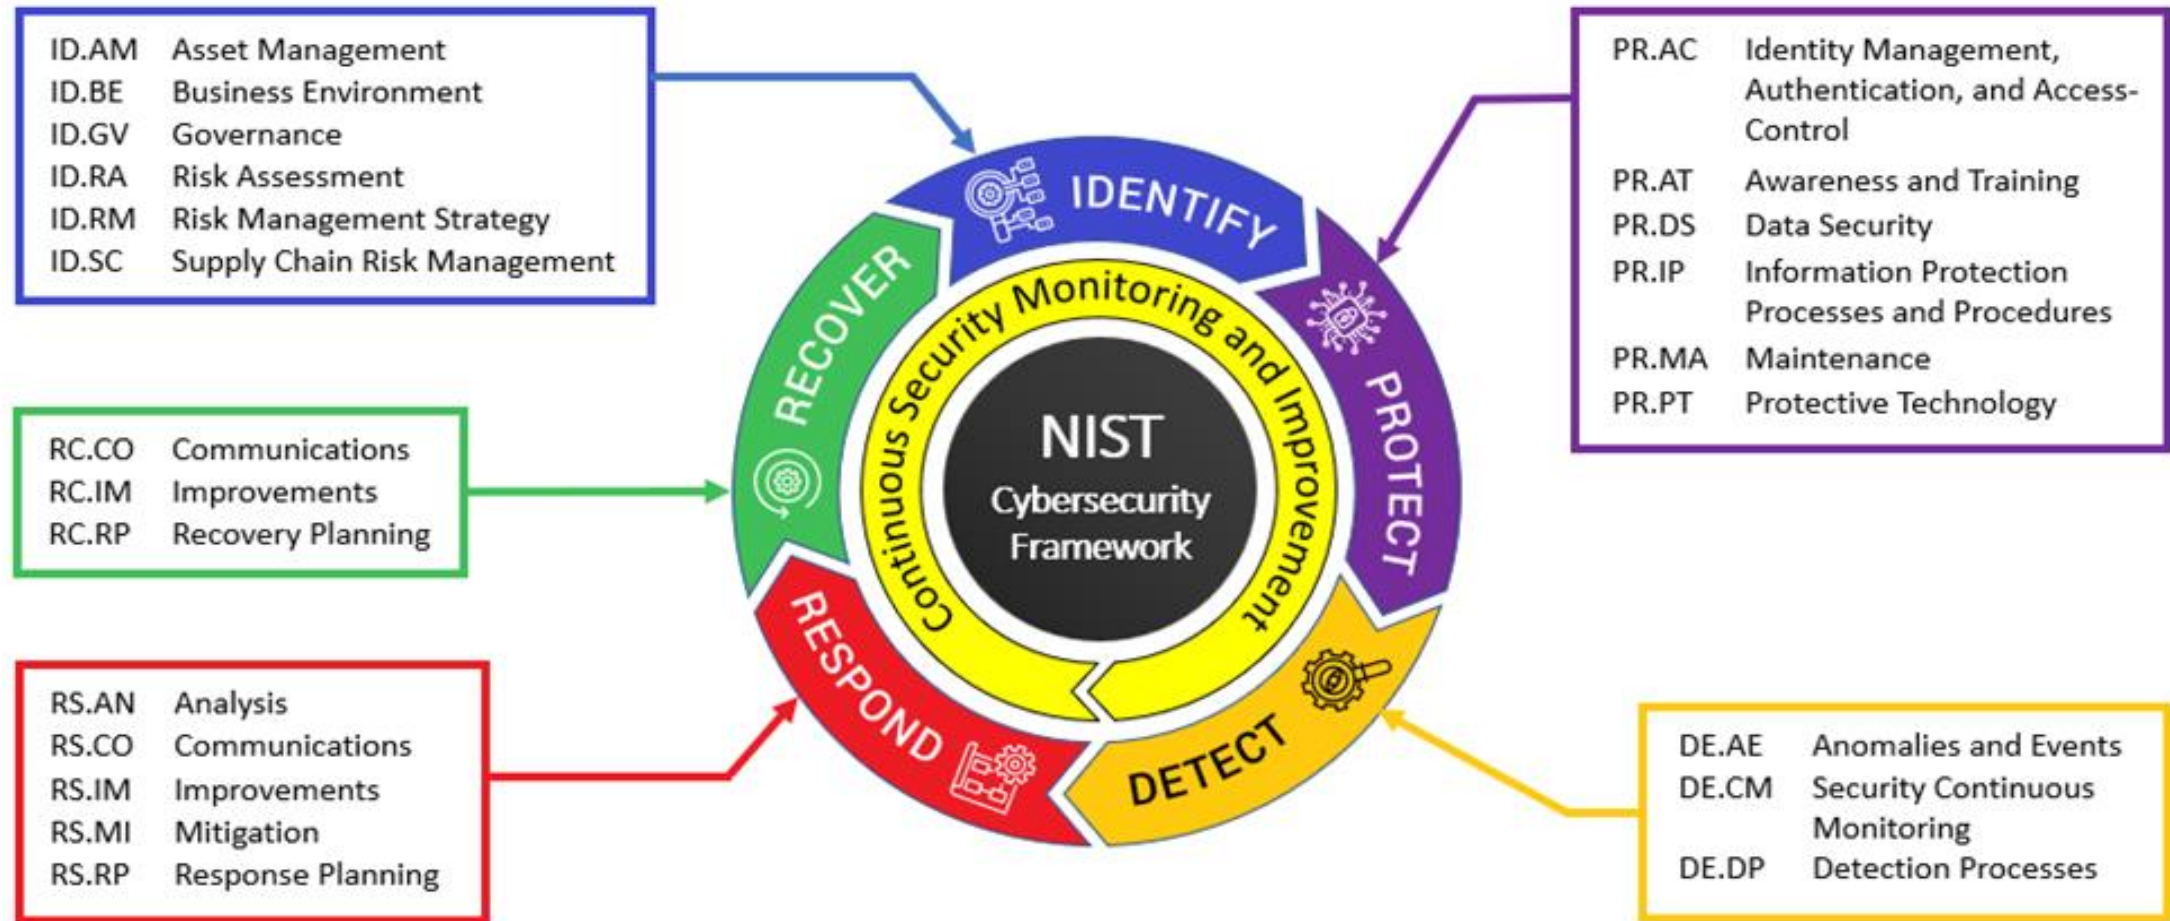 ID.AM Asset Management
ID.BE Business Environment
ID.GV Governance
ID.RA Risk Assessment
ID.RM Risk Management Strategy
ID.SC Supply Chain Risk Management
PR.AC Identity Management,
Authentication, and Access-
Control
PR.AT Awareness and Training
PR.DS Data Security
PR.IP Information Protection
Processes and Procedures
PR.MA Maintenance
PR.PT Protective Technology
IDENTIFY
PROTECT
DETECT
RESPOND
RECOVER
Continuous Security Monitoring and Improvement
NIST
Cybersecurity
Framework
RC.CO Communications
RC.IM Improvements
RC.RP Recovery Planning
RS.AN Analysis
RS.CO Communications
RS.IM Improvements
RS.MI Mitigation
RS.RP Response Planning
DE.AE Anomalies and Events
DE.CM Security Continuous
Monitoring
DE.DP Detection Processes